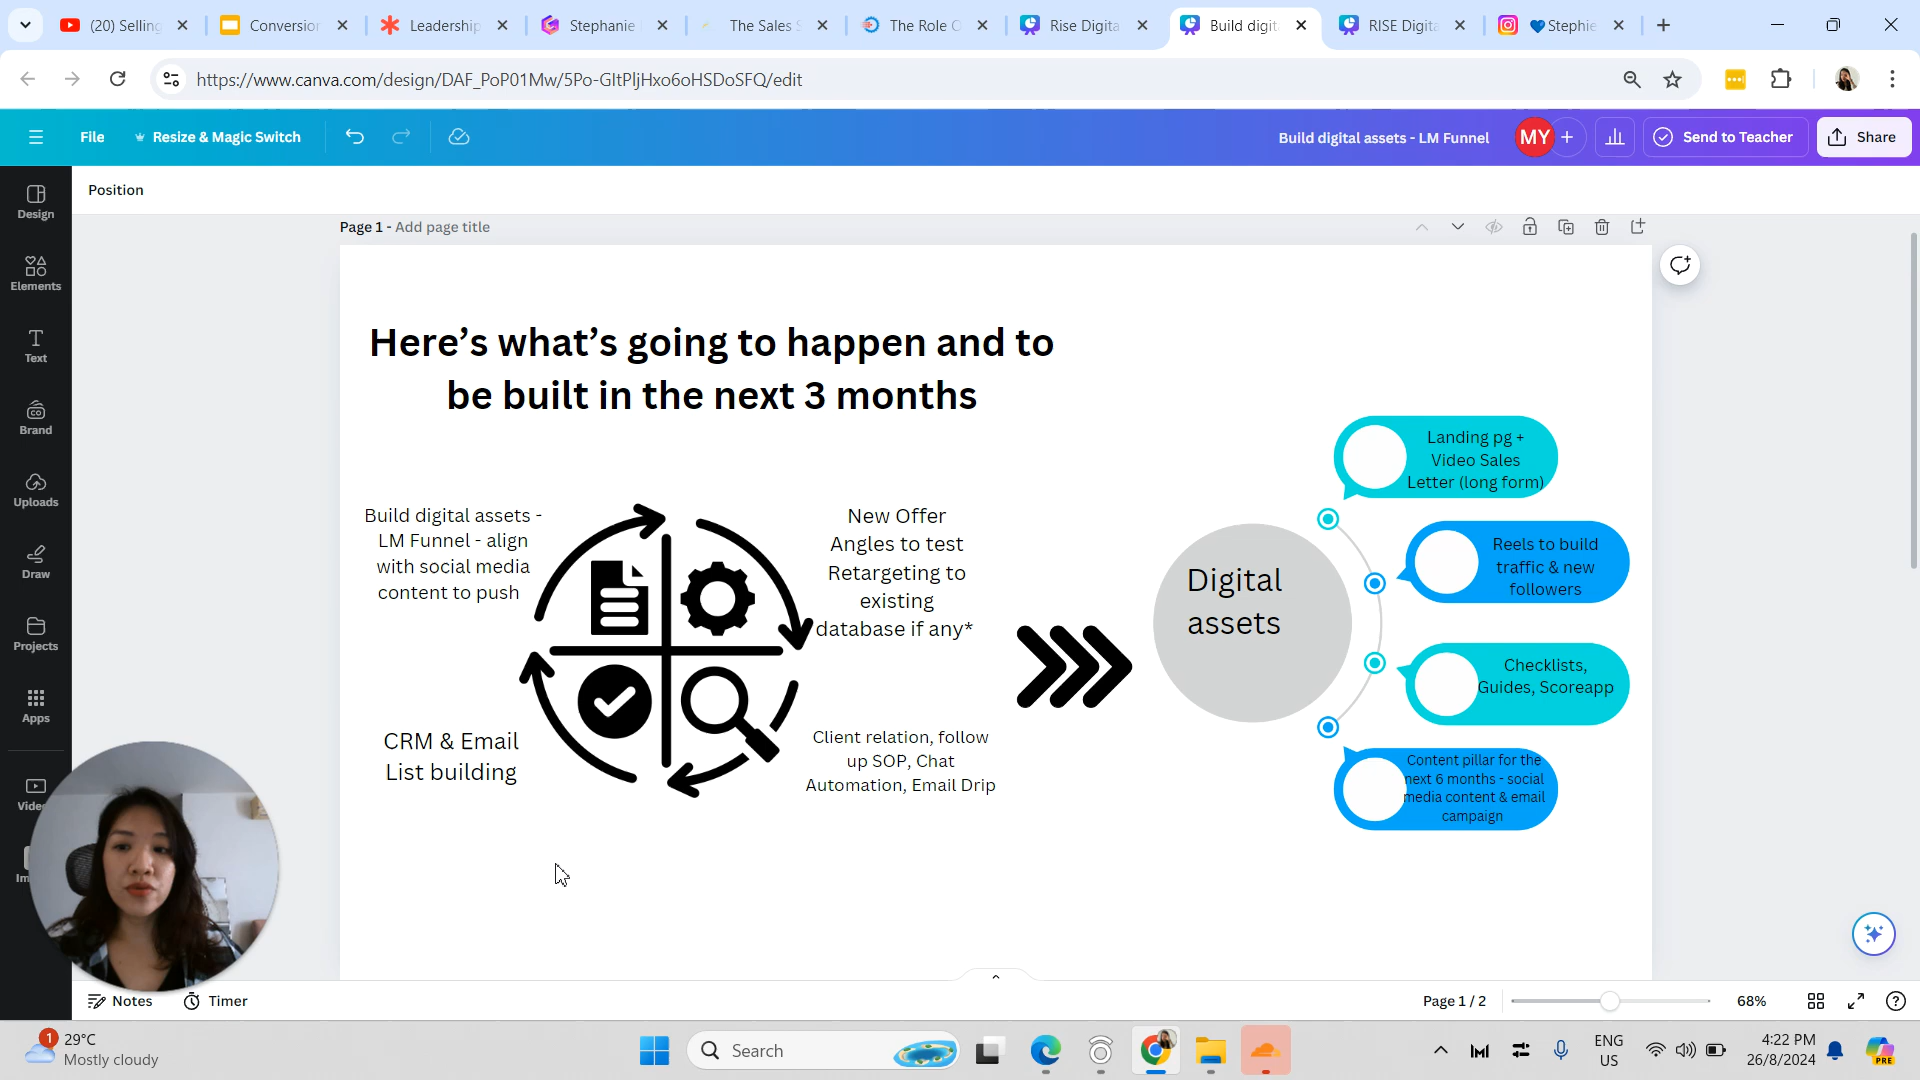 (20) Selling
Conversion
Leadership
Stephanie
The Sales S
The Role O
Rise Digita
Build digit
RISE Digita
Stephie
https://www.canva.com/design/DAF_PoP01Mw/5Po-GItPljHxo6oHSDoSFQ/edit
File
Resize & Magic Switch
Build digital assets - LM Funnel
MY
Send to Teacher
Share
Position
Design
Elements
Text
Brand
Uploads
Draw
Projects
Apps
Page 1 - Add page title
Here’s what’s going to happen and to
be built in the next 3 months
Build digital assets -
LM Funnel - align
with social media
content to push
New Offer
Angles to test
Retargeting to
existing
database if any*
CRM & Email
List building
Client relation, follow
up SOP, Chat
Automation, Email Drip
Digital
assets
Landing pg +
Video Sales
Letter (long form)
Reels to build
traffic & new
followers
Checklists,
Guides, Scoreapp
Content pillar for the
next 6 months - social
media content & email
campaign
Notes
Timer
Page 1 / 2
68%
1
29°C
Mostly cloudy
Search
ENG
US
4:22 PM
26/8/2024
PRE